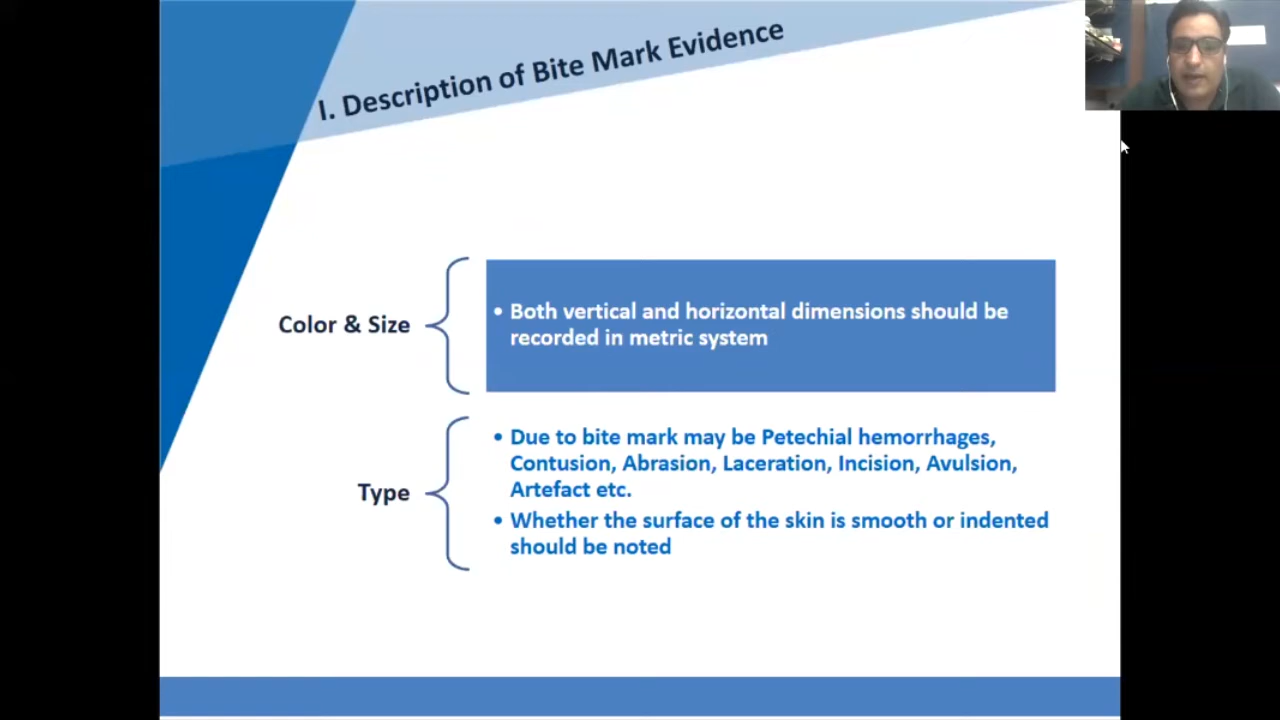 I. Description of Bite Mark Evidence
Color & Size
• Both vertical and horizontal dimensions should be
recorded in metric system
Type
• Due to bite mark may be Petechial hemorrhages,
Contusion, Abrasion, Laceration, Incision, Avulsion,
Artefact etc.
• Whether the surface of the skin is smooth or indented
should be noted